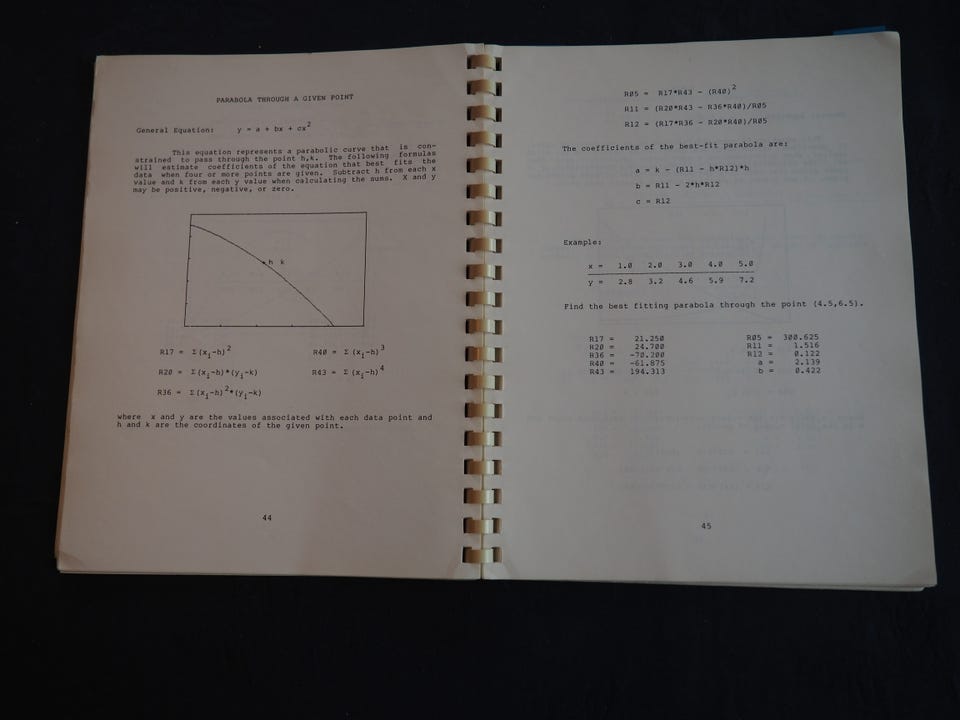 PARABOLA THROUGH A GIVEN POINT
General Equation: y = a + bx + cx²
This equation represents a parabolic curve that is con-
strained to pass through the point h,k. The following formulas
will estimate coefficients of the equation that best fits the
data when four or more points are given. Subtract h from each x
value and k from each y value when calculating the sums. X and y
may be positive, negative, or zero.
h k
R17 = Σ(xᵢ-h)² R40 = Σ(xᵢ-h)³
R20 = Σ(xᵢ-h)*(yᵢ-k) R43 = Σ(xᵢ-h)⁴
R36 = Σ(xᵢ-h)²*(yᵢ-k)
where x and y are the values associated with each data point and
h and k are the coordinates of the given point.
44
R05 = R17*R43 - (R40)²
R11 = (R20*R43 - R36*R40)/R05
R12 = (R17*R36 - R20*R40)/R05
The coefficients of the best-fit parabola are:
a = k - (R11 - h*R12)*h
b = R11 - 2*h*R12
c = R12
Example:
x = 1.0 2.0 3.0 4.0 5.0
y = 2.8 3.2 4.6 5.9 7.2
Find the best fitting parabola through the point (4.5,6.5).
R17 = 21.250 R05 = 300.625
R20 = 24.700 R11 = 1.516
R36 = -70.200 R12 = 0.122
R40 = -61.875 a = 2.139
R43 = 194.313 b = 0.422
45